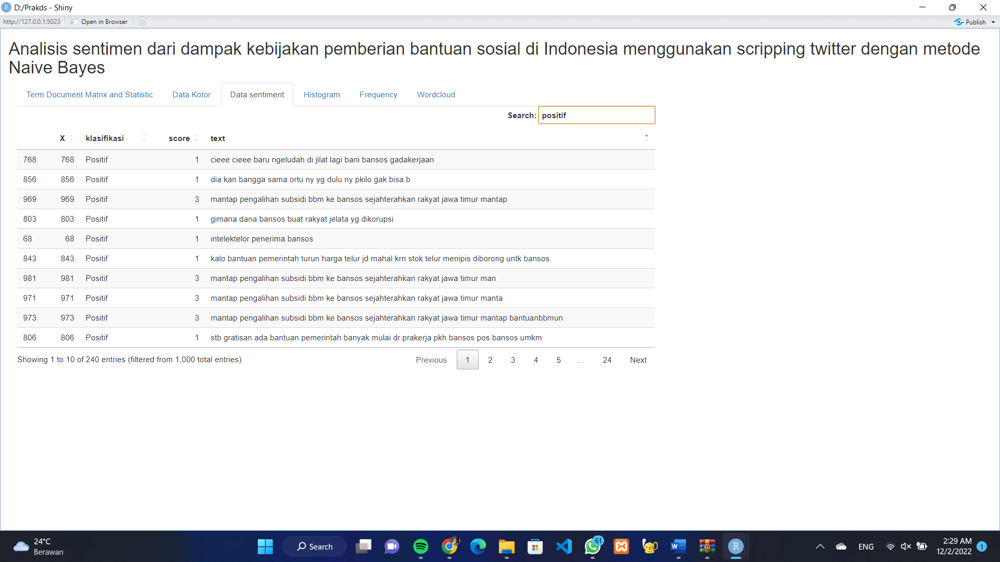 D:/Prakds - Shiny
http://127.0.0.1:5023 Open in Browser Publish
Analisis sentimen dari dampak kebijakan pemberian bantuan sosial di Indonesia menggunakan scripping twitter dengan metode
Naive Bayes
Term Document Matrix and Statistic Data Kotor Data sentiment Histogram Frequency Wordcloud
Search: positif
X klasifikasi score text
768 768 Positif 1 cieee cieee baru ngeludah di jilat lagi bani bansos gadakerjaan
856 856 Positif 1 dia kan bangga sama ortu ny yg dulu ny pkilo gak bisa b
969 969 Positif 3 mantap pengalihan subsidi bbm ke bansos sejahterahkan rakyat jawa timur mantap
803 803 Positif 1 gimana dana bansos buat rakyat jelata yg dikorupsi
68 68 Positif 1 intelektelor penerima bansos
843 843 Positif 1 kalo bantuan pemerintah turun harga telur jd mahal krn stok telur menipis diborong untk bansos
981 981 Positif 3 mantap pengalihan subsidi bbm ke bansos sejahterahkan rakyat jawa timur man
971 971 Positif 3 mantap pengalihan subsidi bbm ke bansos sejahterahkan rakyat jawa timur manta
973 973 Positif 3 mantap pengalihan subsidi bbm ke bansos sejahterahkan rakyat jawa timur mantap bantuanbbmun
806 806 Positif 1 stb gratisan ada bantuan pemerintah banyak mulai dr prakerja pkh bansos pos bansos umkm
Showing 1 to 10 of 240 entries (filtered from 1,000 total entries) Previous 1 2 3 4 5 … 24 Next
24°C
Berawan
Search
61
ENG
2:29 AM
12/2/2022
1